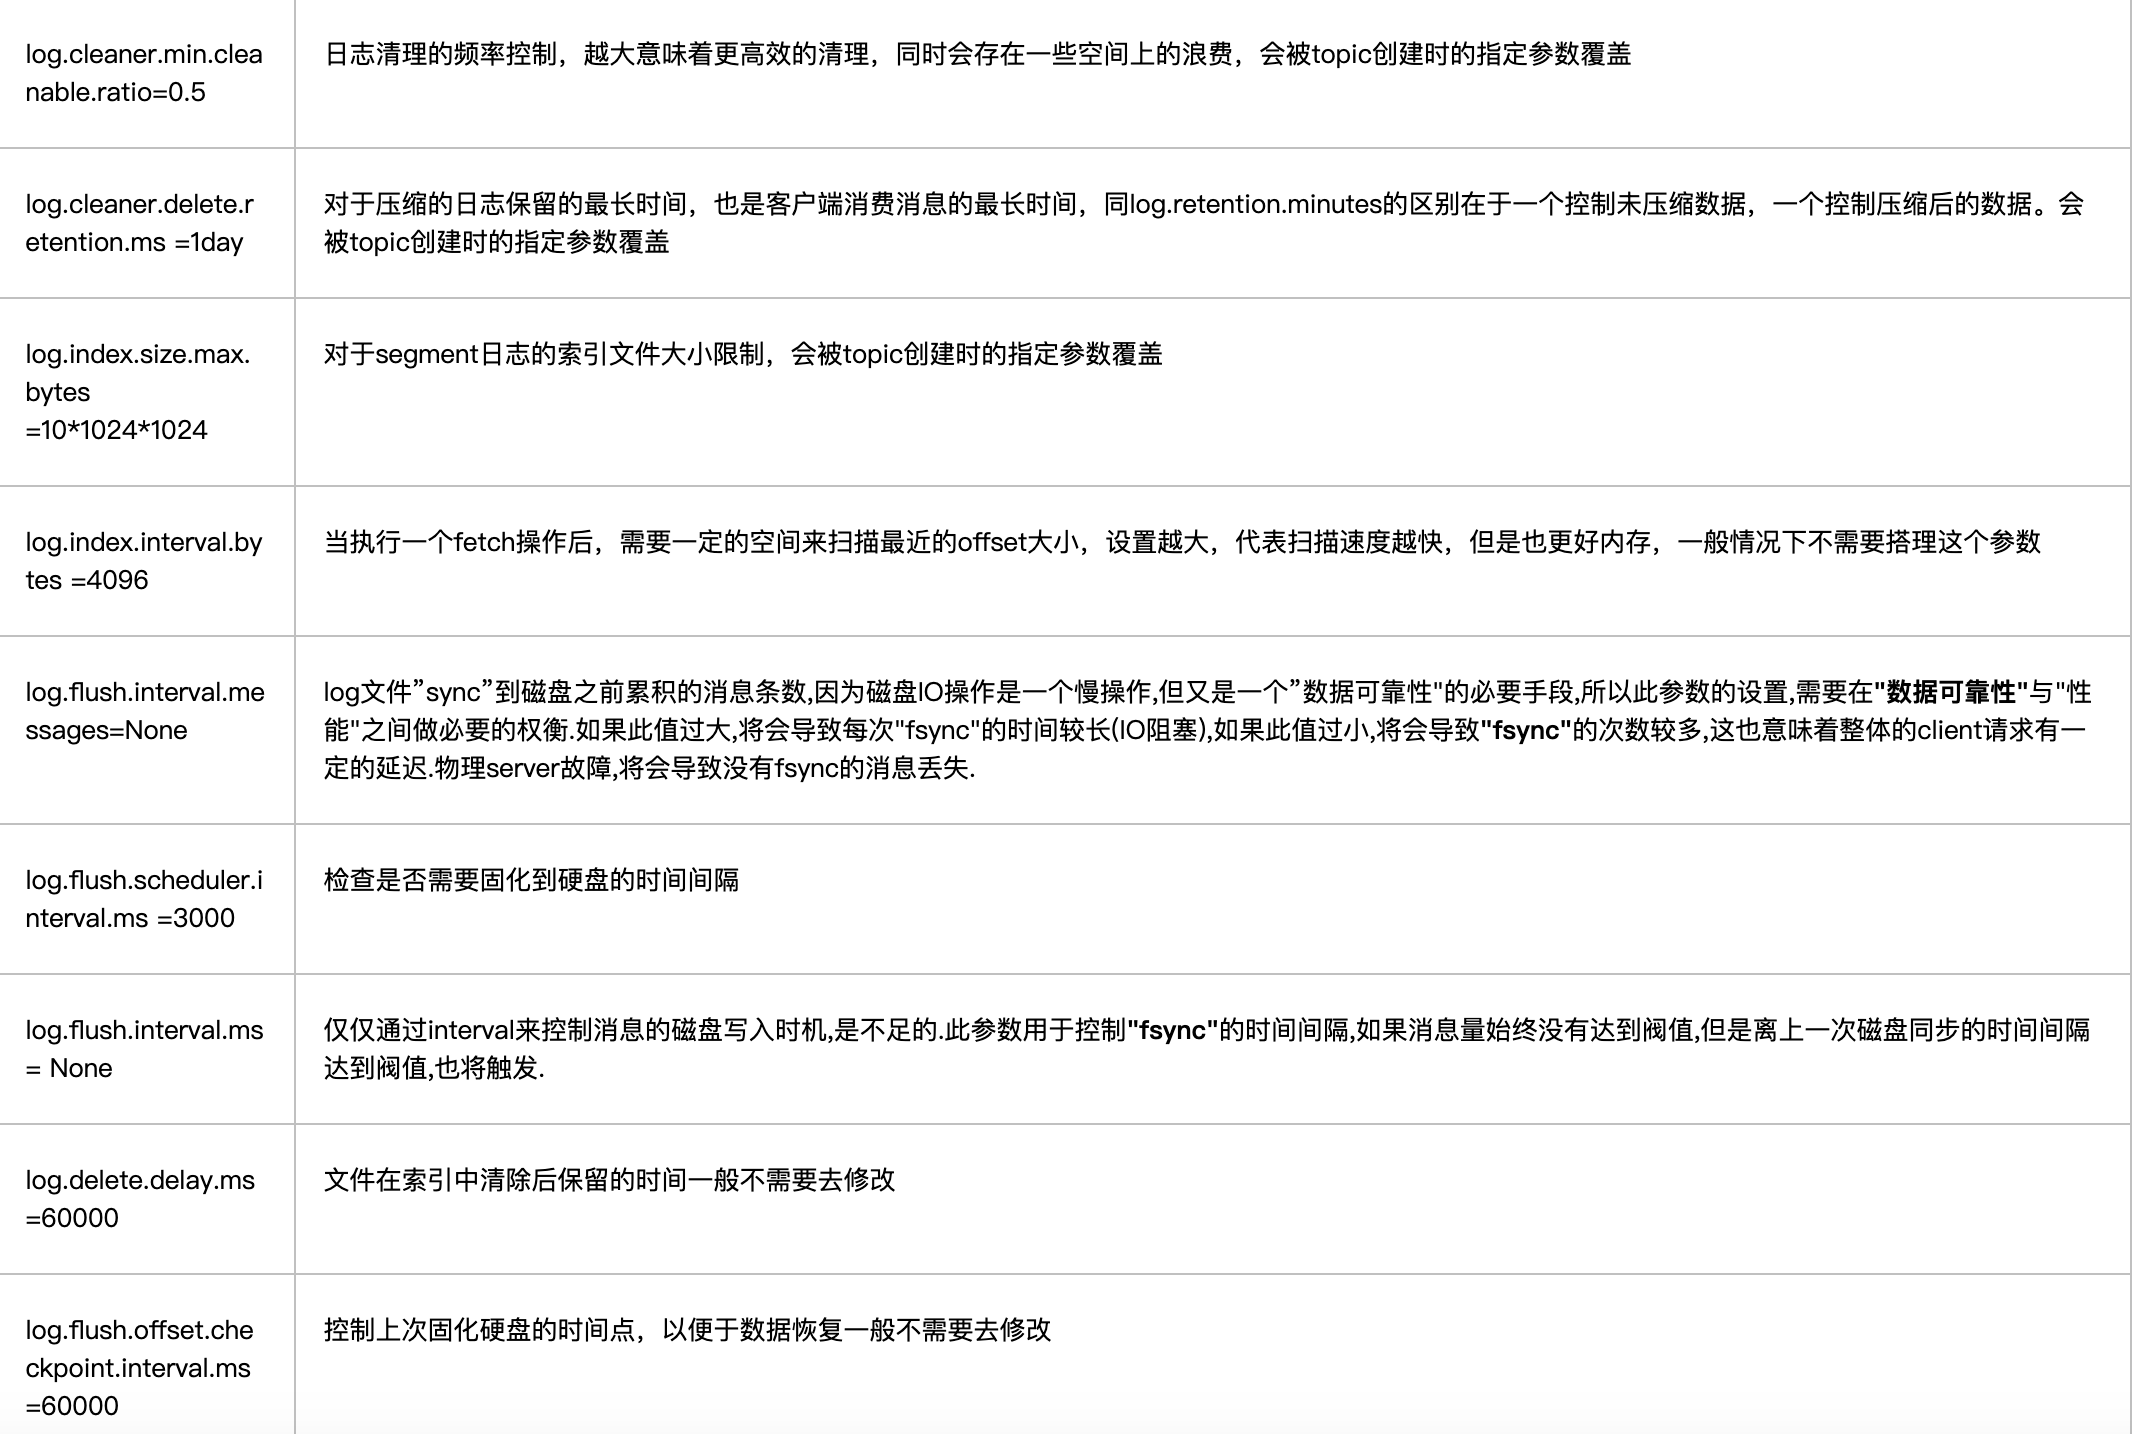 log.cleaner.min.clea
nable.ratio=0.5
日志清理的频率控制，越大意味着更高效的清理，同时会存在一些空间上的浪费，会被topic创建时的指定参数覆盖
log.cleaner.delete.r
etention.ms =1day
对于压缩的日志保留的最长时间，也是客户端消费消息的最长时间，同log.retention.minutes的区别在于一个控制未压缩数据，一个控制压缩后的数据。会
被topic创建时的指定参数覆盖
log.index.size.max.
bytes
=10*1024*1024
对于segment日志的索引文件大小限制，会被topic创建时的指定参数覆盖
log.index.interval.by
tes =4096
当执行一个fetch操作后，需要一定的空间来扫描最近的offset大小，设置越大，代表扫描速度越快，但是也更好内存，一般情况下不需要搭理这个参数
log.flush.interval.me
ssages=None
log文件”sync”到磁盘之前累积的消息条数,因为磁盘IO操作是一个慢操作,但又是一个”数据可靠性"的必要手段,所以此参数的设置,需要在"数据可靠性"与"性
能"之间做必要的权衡.如果此值过大,将会导致每次"fsync"的时间较长(IO阻塞),如果此值过小,将会导致"fsync"的次数较多,这也意味着整体的client请求有一
定的延迟.物理server故障,将会导致没有fsync的消息丢失.
log.flush.scheduler.i
nterval.ms =3000
检查是否需要固化到硬盘的时间间隔
log.flush.interval.ms
= None
仅仅通过interval来控制消息的磁盘写入时机,是不足的.此参数用于控制"fsync"的时间间隔,如果消息量始终没有达到阀值,但是离上一次磁盘同步的时间间隔
达到阀值,也将触发.
log.delete.delay.ms
=60000
文件在索引中清除后保留的时间一般不需要去修改
log.flush.offset.che
ckpoint.interval.ms
=60000
控制上次固化硬盘的时间点，以便于数据恢复一般不需要去修改